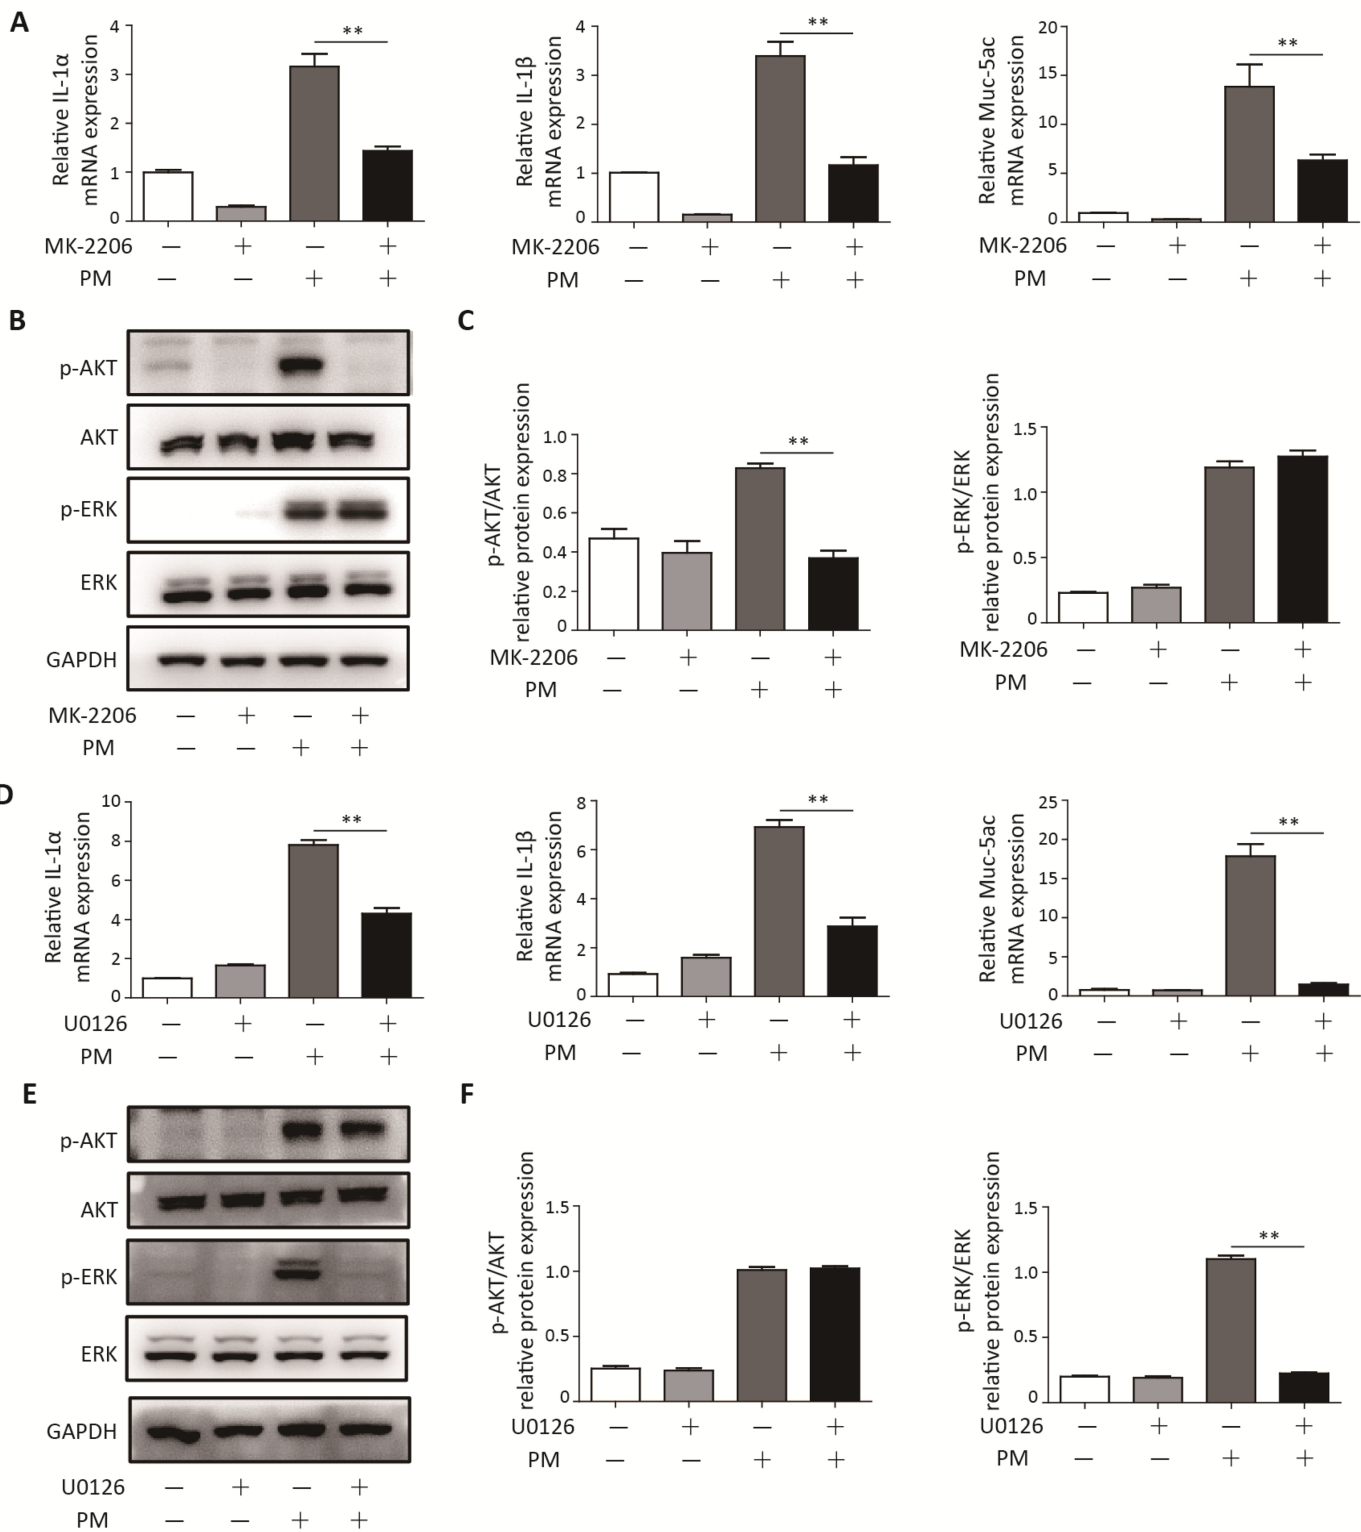 A
Relative IL-1α
mRNA expression
4
3
2
1
0
**
MK-2206 — + — +
PM — — + +
Relative IL-1β
mRNA expression
4
3
2
1
0
**
MK-2206 — + — +
PM — — + +
Relative Muc-5ac
mRNA expression
20
15
10
5
0
**
MK-2206 — + — +
PM — — + +
B
p-AKT
AKT
p-ERK
ERK
GAPDH
MK-2206 — + — +
PM — — + +
C
p-AKT/AKT
relative protein expression
1.0
0.8
0.6
0.4
0.2
0
**
MK-2206 — + — +
PM — — + +
p-ERK/ERK
relative protein expression
1.5
1.0
0.5
0
MK-2206 — + — +
PM — — + +
D
Relative IL-1α
mRNA expression
10
8
6
4
2
0
**
U0126 — + — +
PM — — + +
Relative IL-1β
mRNA expression
8
6
4
2
0
**
U0126 — + — +
PM — — + +
Relative Muc-5ac
mRNA expression
25
20
15
10
5
0
**
U0126 — + — +
PM — — + +
E
p-AKT
AKT
p-ERK
ERK
GAPDH
U0126 — + — +
PM — — + +
F
p-AKT/AKT
relative protein expression
1.5
1.0
0.5
0
U0126 — + — +
PM — — + +
p-ERK/ERK
relative protein expression
1.5
1.0
0.5
0
**
U0126 — + — +
PM — — + +